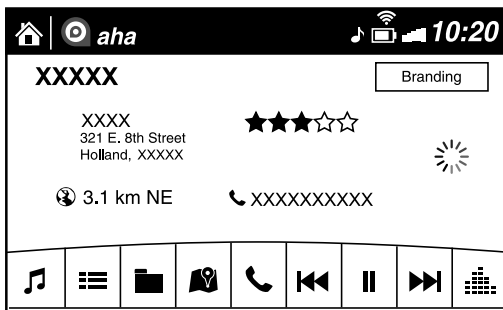 aha 10:20
XXXXX
Branding
XXXX
321 E. 8th Street
Holland, XXXXX
3.1 km NE
XXXXXXXXXX